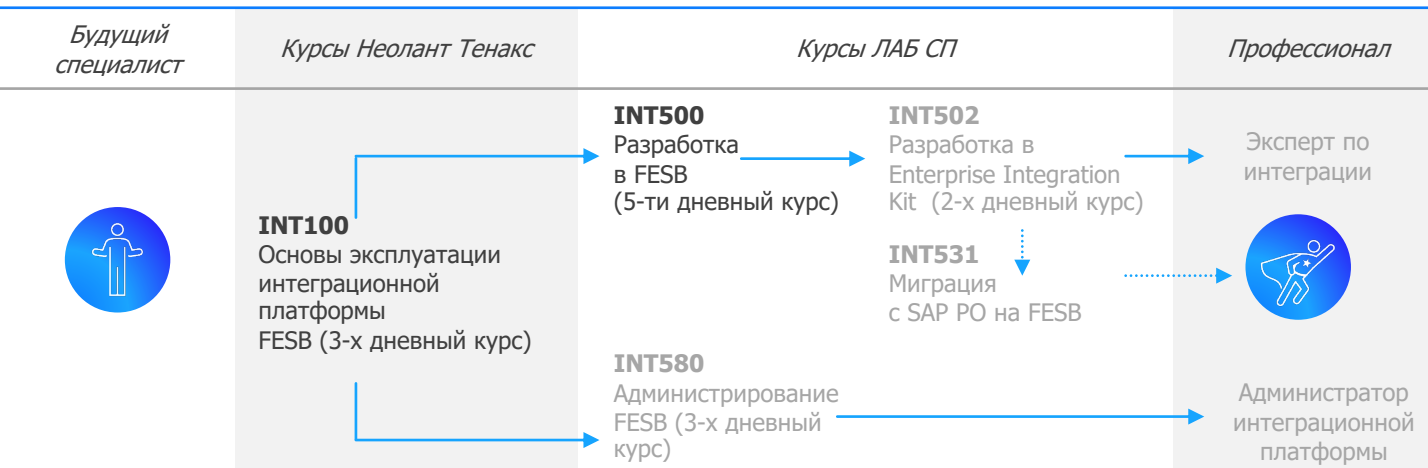 Будущий
специалист
Курсы Неолант Тенакс
Курсы ЛАБ СП
Профессионал
INT100
Основы эксплуатации
интеграционной
платформы
FESB (3-х дневный курс)
INT500
Разработка
в FESB
(5-ти дневный курс)
INT502
Разработка в
Enterprise Integration
Kit (2-х дневный курс)
INT531
Миграция
с SAP PO на FESB
INT580
Администрирование
FESB (3-х дневный
курс)
Эксперт по
интеграции
Администратор
интеграционной
платформы